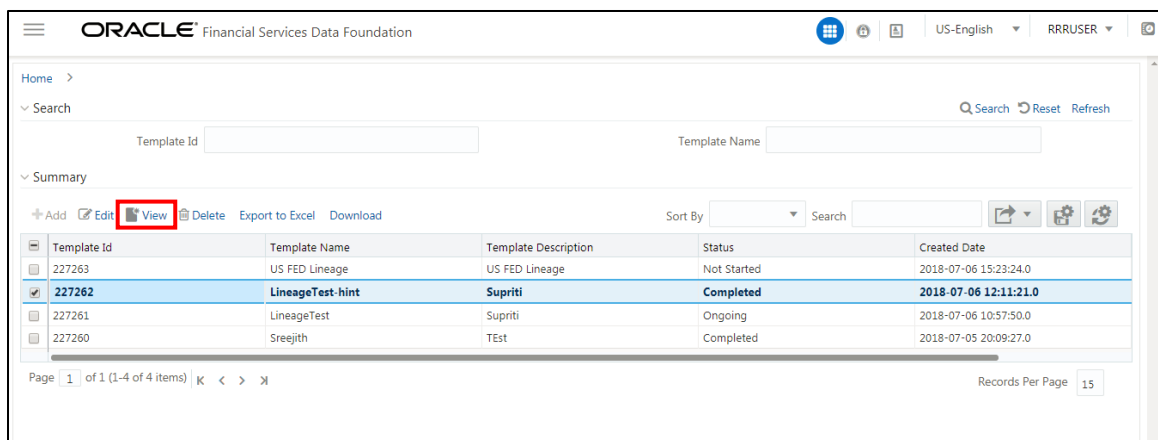 ORACLE® Financial Services Data Foundation US-English RRRUSER
Home >
Search Search Reset Refresh
Template Id Template Name
Summary
Add Edit View Delete Export to Excel Download Sort By Search
Template Id Template Name Template Description Status Created Date
227263 US FED Lineage US FED Lineage Not Started 2018-07-06 15:23:24.0
227262 LineageTest-hint Supriti Completed 2018-07-06 12:11:21.0
227261 LineageTest Supriti Ongoing 2018-07-06 10:57:50.0
227260 Sreejith TEst Completed 2018-07-05 20:09:27.0
Page 1 of 1 (1-4 of 4 items) Records Per Page 15